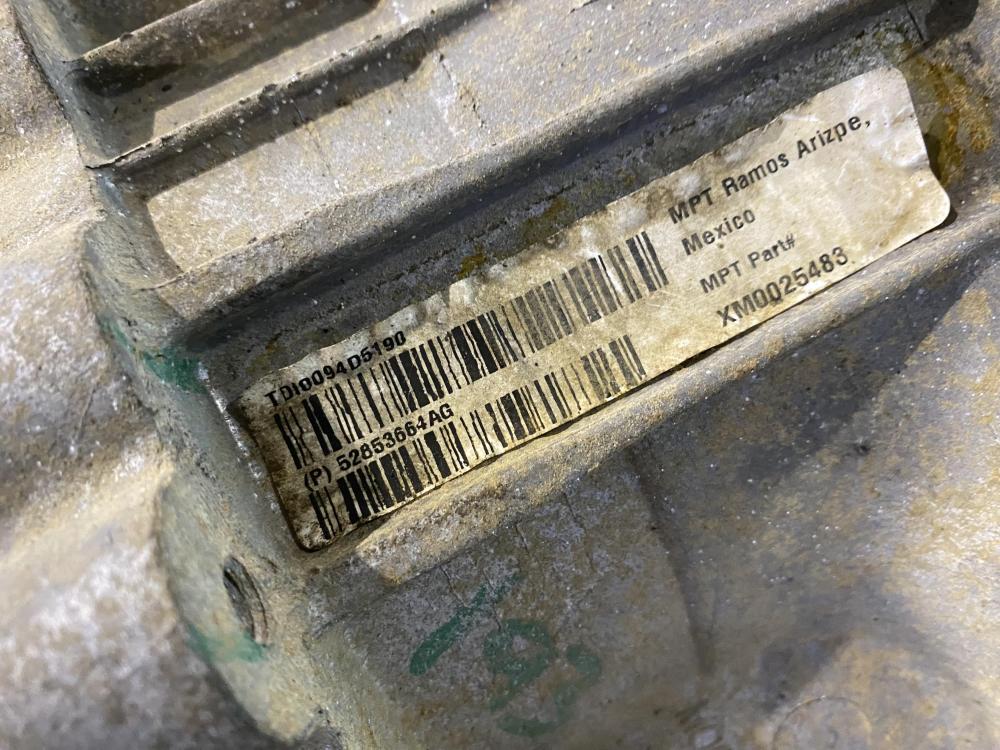 TDI0094D5190
(P) 52853664AG
MPT Ramos Arizpe,
Mexico
MPT Part#
XM0025483